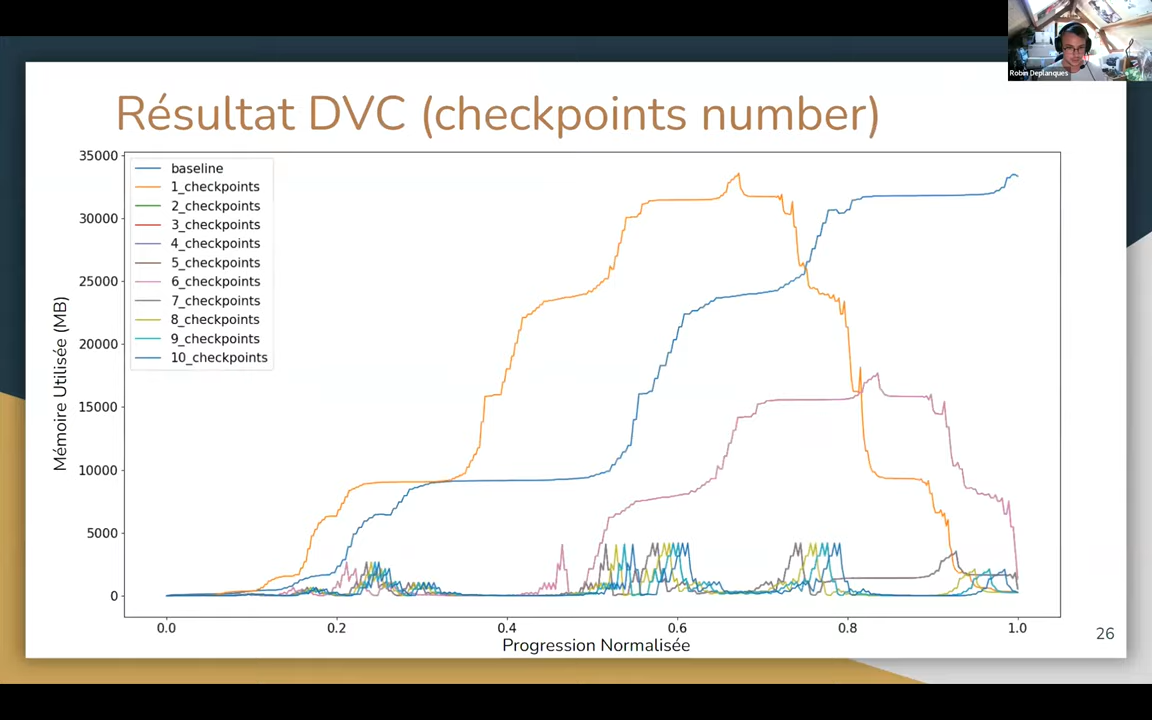 Robin Deplanques
Résultat DVC (checkpoints number)
35000
30000
25000
20000
15000
10000
5000
0
Mémoire Utilisée (MB)
baseline
1_checkpoints
2_checkpoints
3_checkpoints
4_checkpoints
5_checkpoints
6_checkpoints
7_checkpoints
8_checkpoints
9_checkpoints
10_checkpoints
0.0 0.2 0.4 0.6 0.8 1.0
Progression Normalisée
26